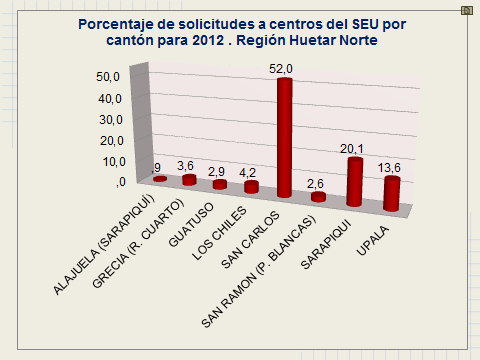 Porcentaje de solicitudes a centros del SEU por
cantón para 2012 . Región Huetar Norte
50,0
40,0
30,0
20,0
10,0
,0
,9
3,6
2,9
4,2
52,0
2,6
20,1
13,6
ALAJUELA (SARAPIQUÍ)
GRECIA (R. CUARTO)
GUATUSO
LOS CHILES
SAN CARLOS
SAN RAMON (P. BLANCAS)
SARAPIQUI
UPALA